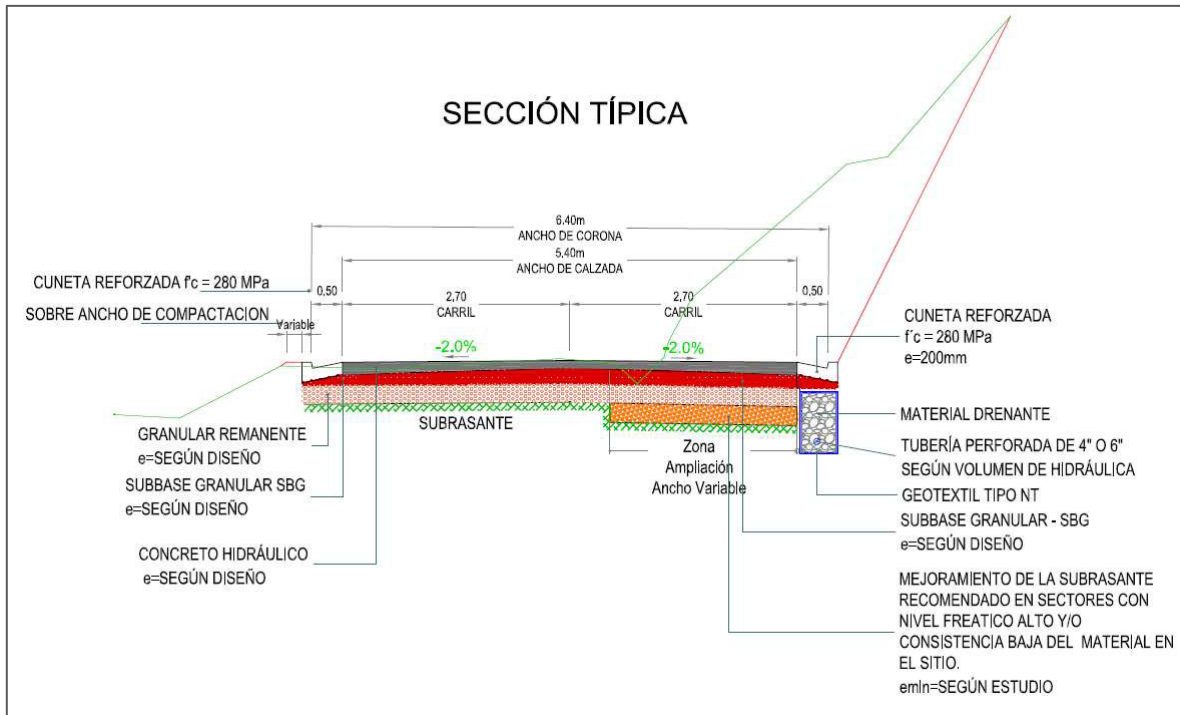 SECCIÓN TÍPICA
6.40m
ANCHO DE CORONA
5,40m
ANCHO DE CALZADA
CUNETA REFORZADA f'c = 280 MPa
0,50
2,70
CARRIL
2,70
CARRIL
0,50
SOBRE ANCHO DE COMPACTACION
Variable
-2.0%
-2.0%
CUNETA REFORZADA
f´c = 280 MPa
e=200mm
GRANULAR REMANENTE
e=SEGÚN DISEÑO
SUBBASE GRANULAR SBG
e=SEGÚN DISEÑO
CONCRETO HIDRÁULICO
e=SEGÚN DISEÑO
SUBRASANTE
Zona
Ampliación
Ancho Variable
MATERIAL DRENANTE
TUBERÍA PERFORADA DE 4" O 6"
SEGÚN VOLUMEN DE HIDRÁULICA
GEOTEXTIL TIPO NT
SUBBASE GRANULAR - SBG
e=SEGÚN DISEÑO
MEJORAMIENTO DE LA SUBRASANTE
RECOMENDADO EN SECTORES CON
NIVEL FREATICO ALTO Y/O
CONSISTENCIA BAJA DEL MATERIAL EN
EL SITIO.
emin=SEGÚN ESTUDIO